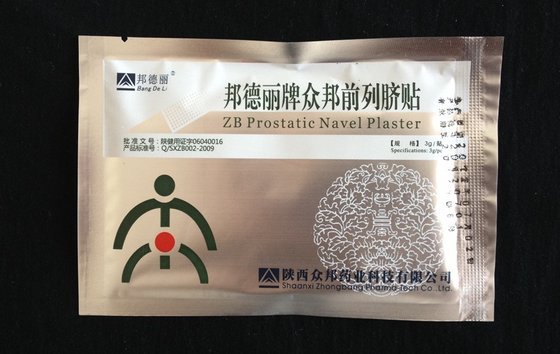 邦德丽®
Bang De Li
邦德丽牌众邦前列脐贴
ZB Prostatic Navel Plaster
批准文号：陕健用证字06040016
产品标准号：Q/SXZB002-2009
【规 格】3g/贴
Specifications: 3g/pc
陕西众邦药业科技有限公司
Shaanxi Zhongbang Pharma-Tech Co.,Ltd.